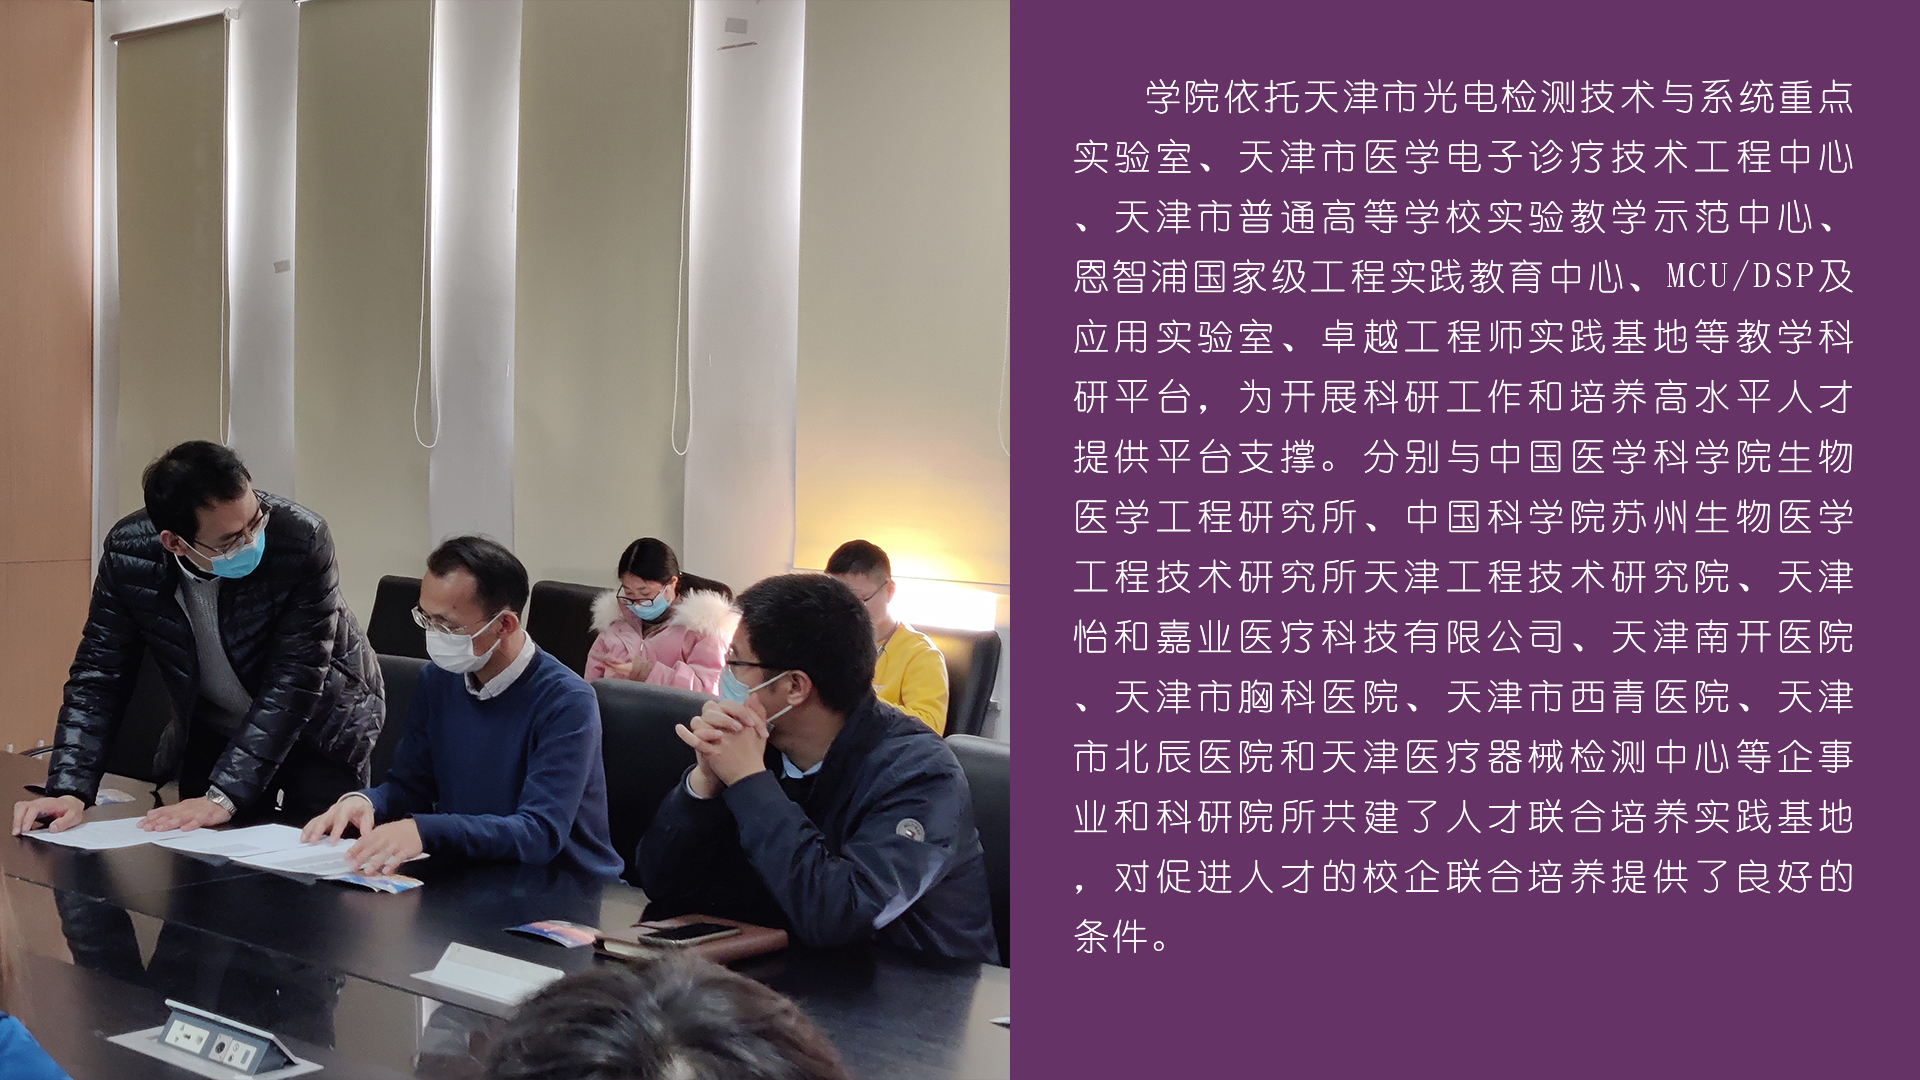 学院依托天津市光电检测技术与系统重点
实验室、天津市医学电子诊疗技术工程中心
、天津市普通高等学校实验教学示范中心、
恩智浦国家级工程实践教育中心、MCU/DSP及
应用实验室、卓越工程师实践基地等教学科
研平台，为开展科研工作和培养高水平人才
提供平台支撑。分别与中国医学科学院生物
医学工程研究所、中国科学院苏州生物医学
工程技术研究所天津工程技术研究院、天津
怡和嘉业医疗科技有限公司、天津南开医院
、天津市胸科医院、天津市西青医院、天津
市北辰医院和天津医疗器械检测中心等企事
业和科研院所共建了人才联合培养实践基地
，对促进人才的校企联合培养提供了良好的
条件。